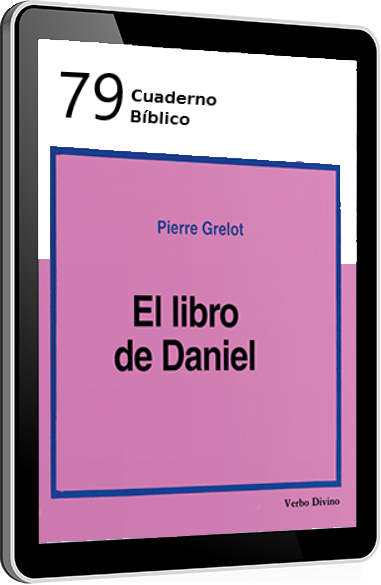 79 Cuaderno
Bíblico
Pierre Grelot
El libro
de Daniel
Verbo Divino